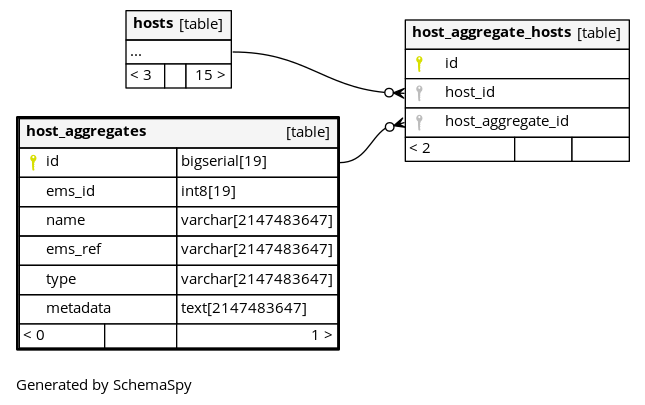 hosts [table]
...
< 3 15 >
host_aggregate_hosts [table]
id
host_id
host_aggregate_id
< 2
host_aggregates [table]
id bigserial[19]
ems_id int8[19]
name varchar[2147483647]
ems_ref varchar[2147483647]
type varchar[2147483647]
metadata text[2147483647]
< 0 1 >
Generated by SchemaSpy